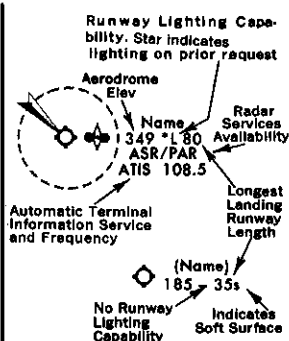 Runway Lighting Capa-
bility. Star indicates
lighting on prior request
Aerodrome
Elev
Name
349 *L 80
ASR/PAR
ATIS 108.5
Radar
Services
Availability
Automatic Terminal
Information Service
and Frequency
Longest
Landing
Runway
Length
(Name)
185 - 35s
No Runway
Lighting
Capability
Indicates
Soft Surface